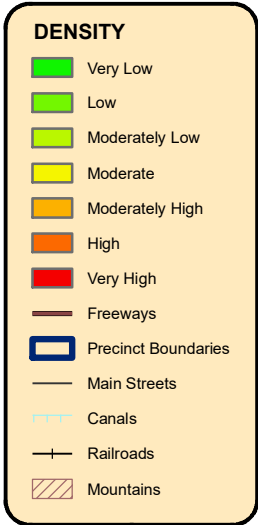 DENSITY
Very Low
Low
Moderately Low
Moderate
Moderately High
High
Very High
Freeways
Precinct Boundaries
Main Streets
Canals
Railroads
Mountains